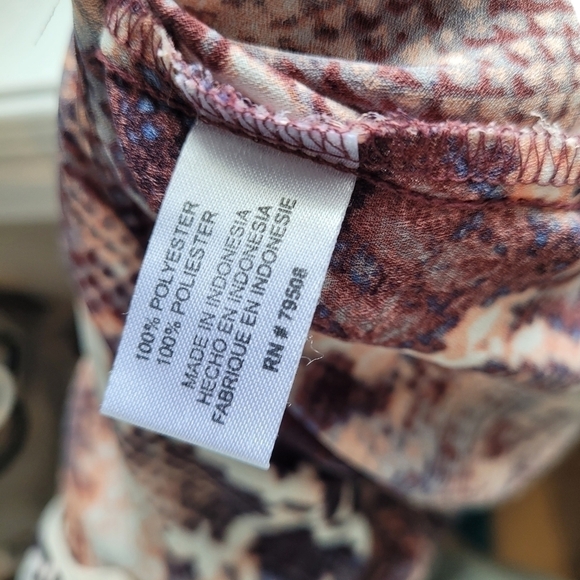 100% POLYESTER
100% POLIESTER
MADE IN INDONESIA
HECHO EN INDONESIA
FABRIQUE EN INDONESIE
RN # 79508